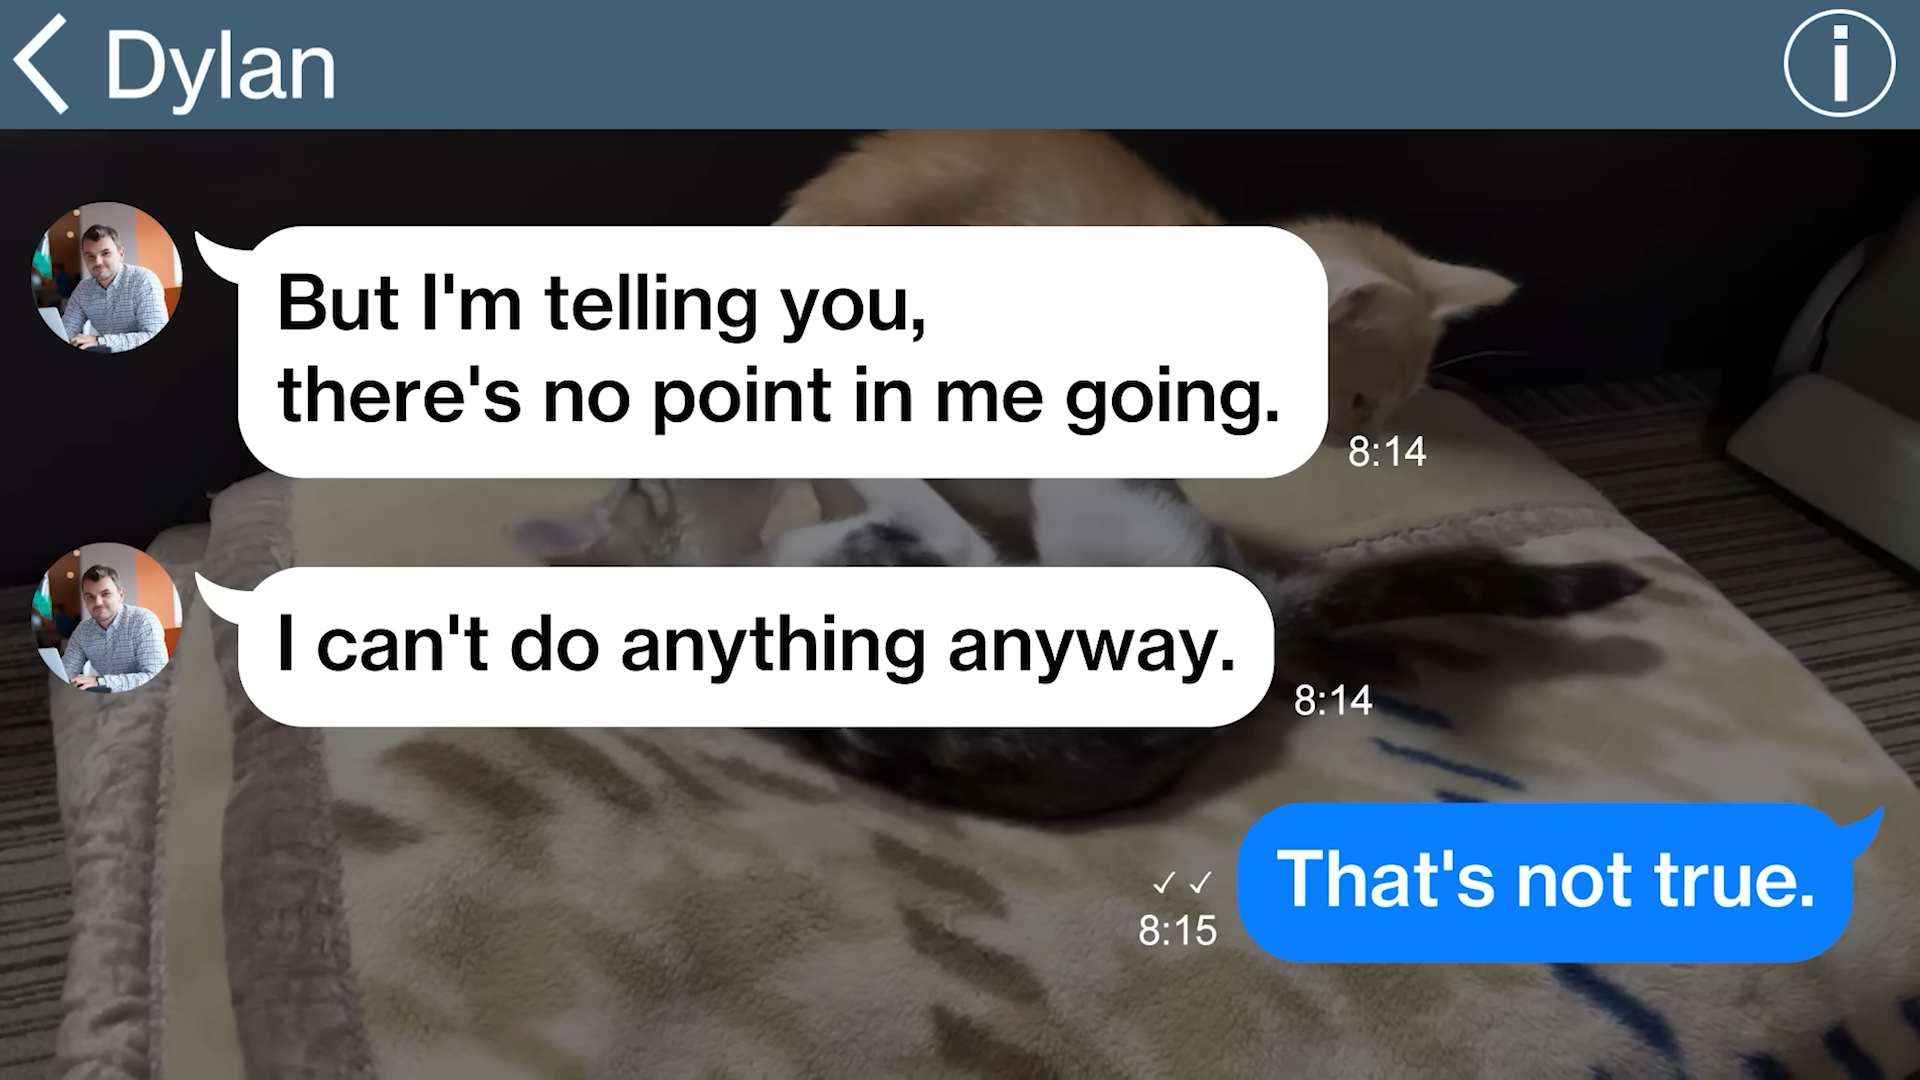 Dylan
But I'm telling you,
there's no point in me going.
8:14
I can't do anything anyway.
8:14
That's not true.
8:15